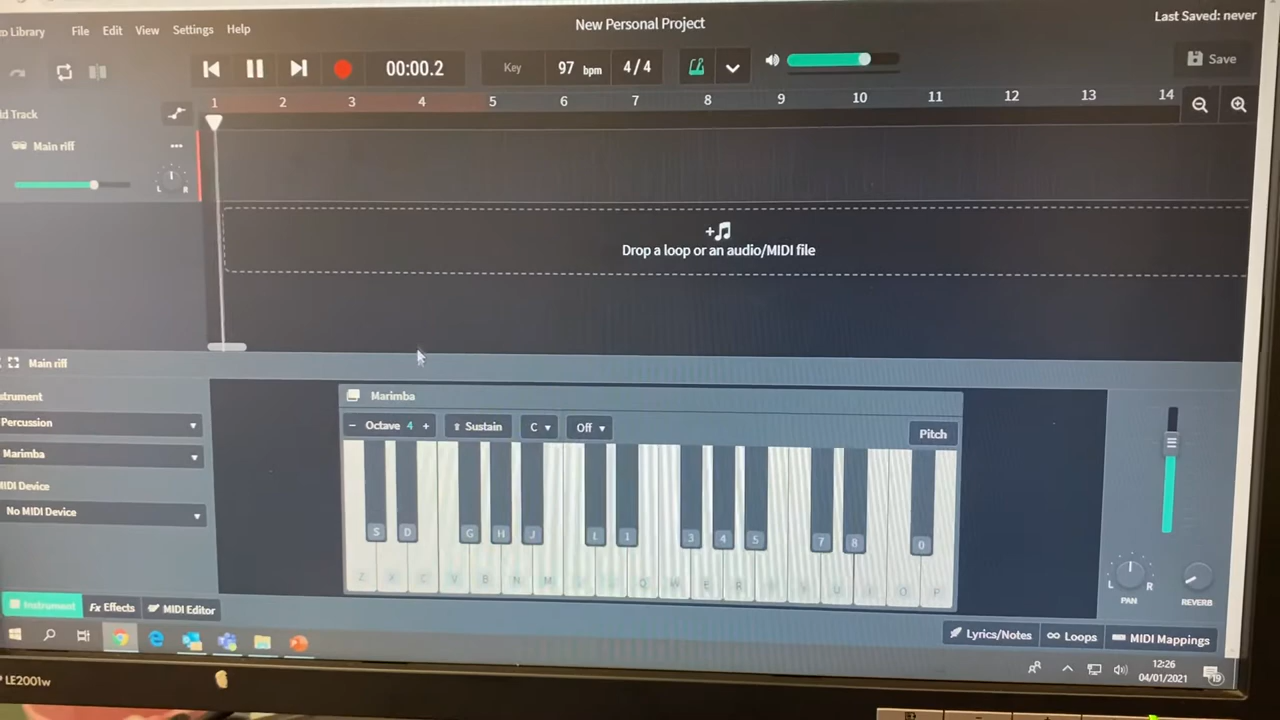 New Personal Project
Last Saved: never
Library
File Edit View Settings Help
00:00.2
Key
97 bpm
4/4
Save
1 2 3 4 5 6 7 8 9 10 11 12 13 14
Track
Main riff
L R
Drop a loop or an audio/MIDI file
Main riff
Marimba
Percussion
Octave 4 +
Sustain
C
Off
Pitch
Marimba
No MIDI Device
S D G H J L 1 3 4 5 7 8 0
Z X C V B N M Q W E R U O P
L R
PAN
REVERB
Instrument
Fx Effects
MIDI Editor
Lyrics/Notes
Loops
MIDI Mappings
12:26
04/01/2021
19
LE2001w